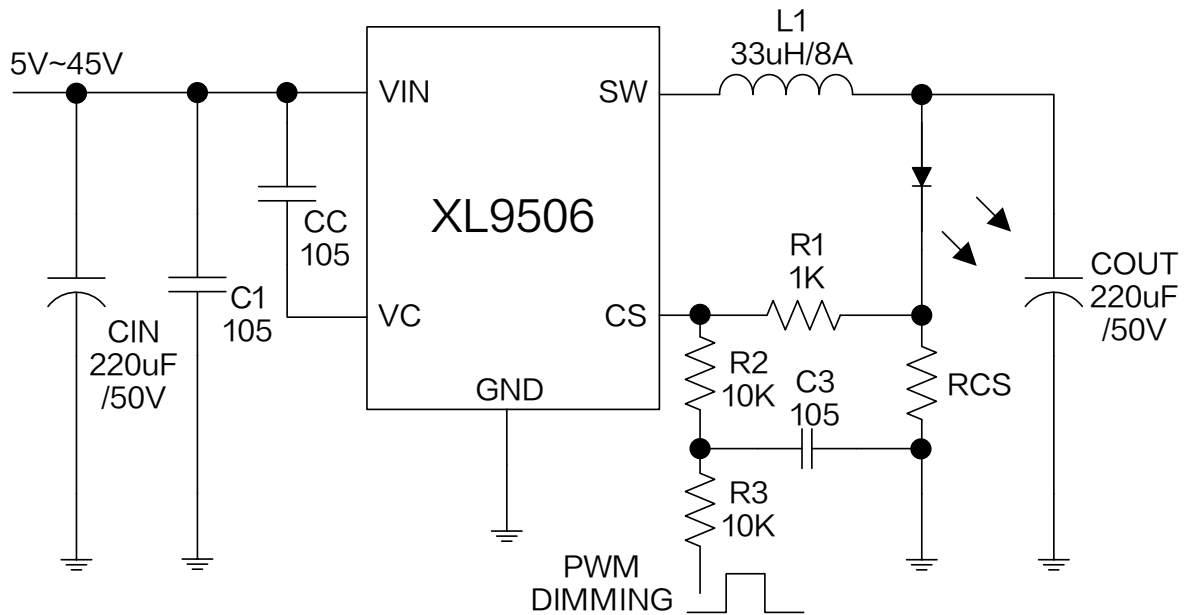 5V~45V
CIN
220uF
/50V
C1
105
CC
105
VIN
VC
XL9506
GND
SW
CS
L1
33uH/8A
R1
1K
R2
10K
C3
105
RCS
R3
10K
PWM
DIMMING
COUT
220uF
/50V